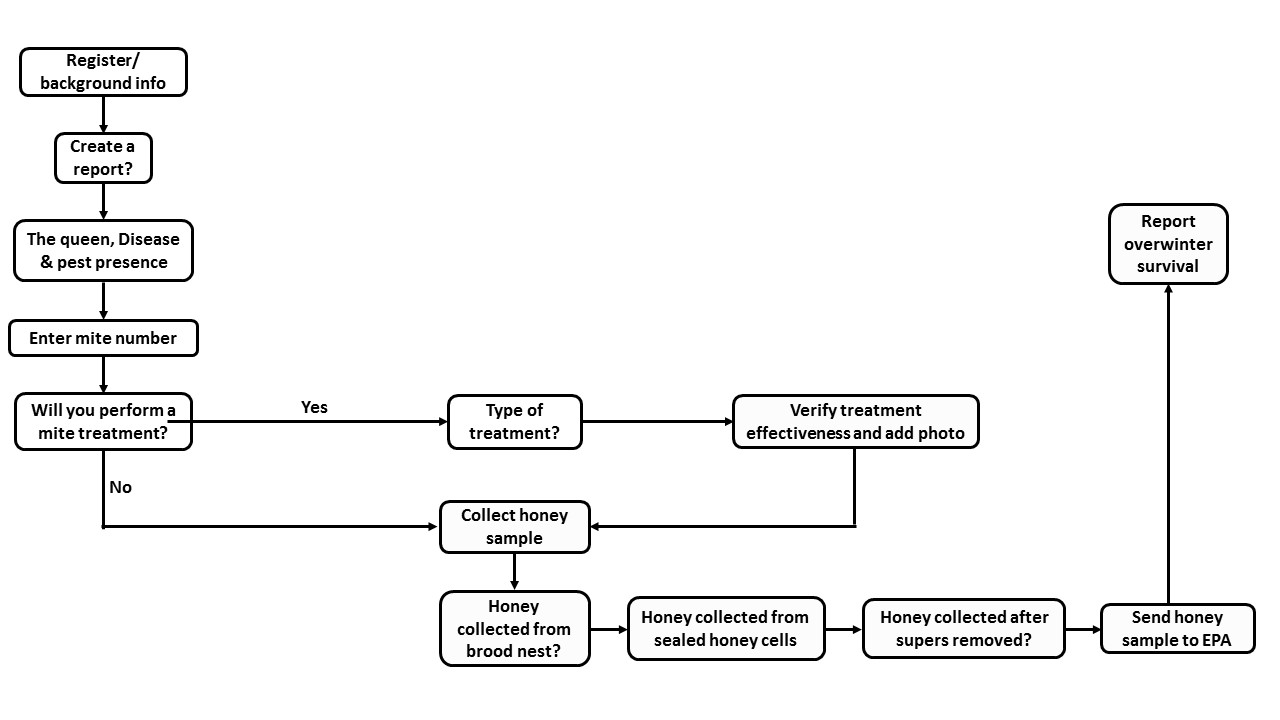 Register/
background info
Create a
report?
The queen, Disease
& pest presence
Enter mite number
Will you perform a
mite treatment?
Yes
No
Type of
treatment?
Verify treatment
effectiveness and add photo
Collect honey
sample
Honey
collected from
brood nest?
Honey collected from
sealed honey cells
Honey collected after
supers removed?
Send honey
sample to EPA
Report
overwinter
survival